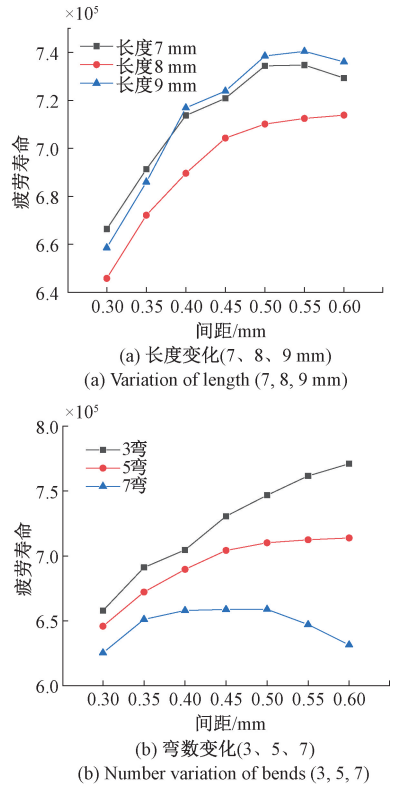 ×10⁵
7.4
7.2
7.0
6.8
6.6
6.4
疲劳寿命
长度7 mm
长度8 mm
长度9 mm
0.30 0.35 0.40 0.45 0.50 0.55 0.60
间距/mm
(a) 长度变化(7、8、9 mm)
(a) Variation of length (7, 8, 9 mm)
×10⁵
8.0
7.5
7.0
6.5
6.0
疲劳寿命
3弯
5弯
7弯
0.30 0.35 0.40 0.45 0.50 0.55 0.60
间距/mm
(b) 弯数变化(3、5、7)
(b) Number variation of bends (3, 5, 7)